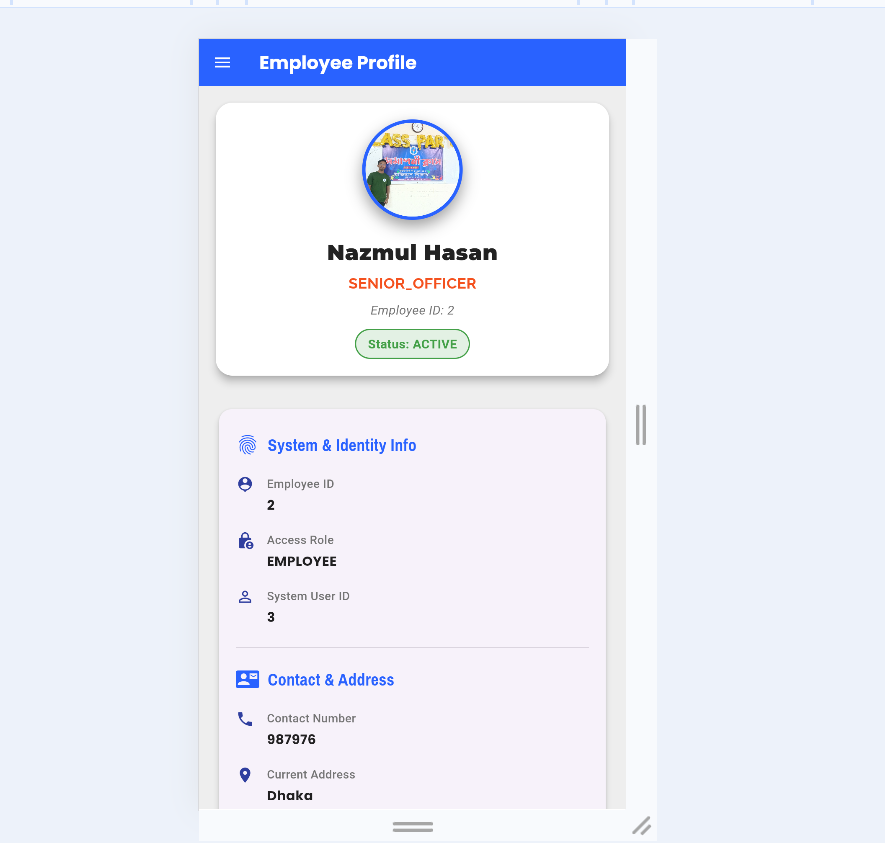 Employee Profile
Nazmul Hasan
SENIOR_OFFICER
Employee ID: 2
Status: ACTIVE
System & Identity Info
Employee ID
2
Access Role
EMPLOYEE
System User ID
3
Contact & Address
Contact Number
987976
Current Address
Dhaka